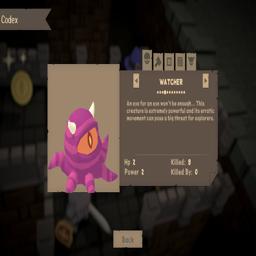 Codex
WATCHER
An eye for an eye won't be enough... This
creature is extremely powerful and its erratic
movement can pose a big threat for explorers.
Hp 2 Killed: 9
Power 2 Killed By: 0
Back